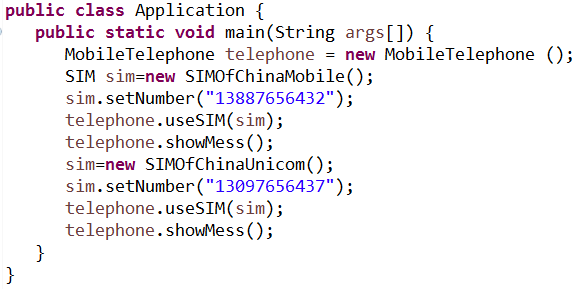 public class Application {
public static void main(String args[]) {
MobileTelephone telephone = new MobileTelephone ();
SIM sim=new SIMOfChinaMobile();
sim.setNumber("13887656432");
telephone.useSIM(sim);
telephone.showMess();
sim=new SIMOfChinaUnicom();
sim.setNumber("13097656437");
telephone.useSIM(sim);
telephone.showMess();
}
}